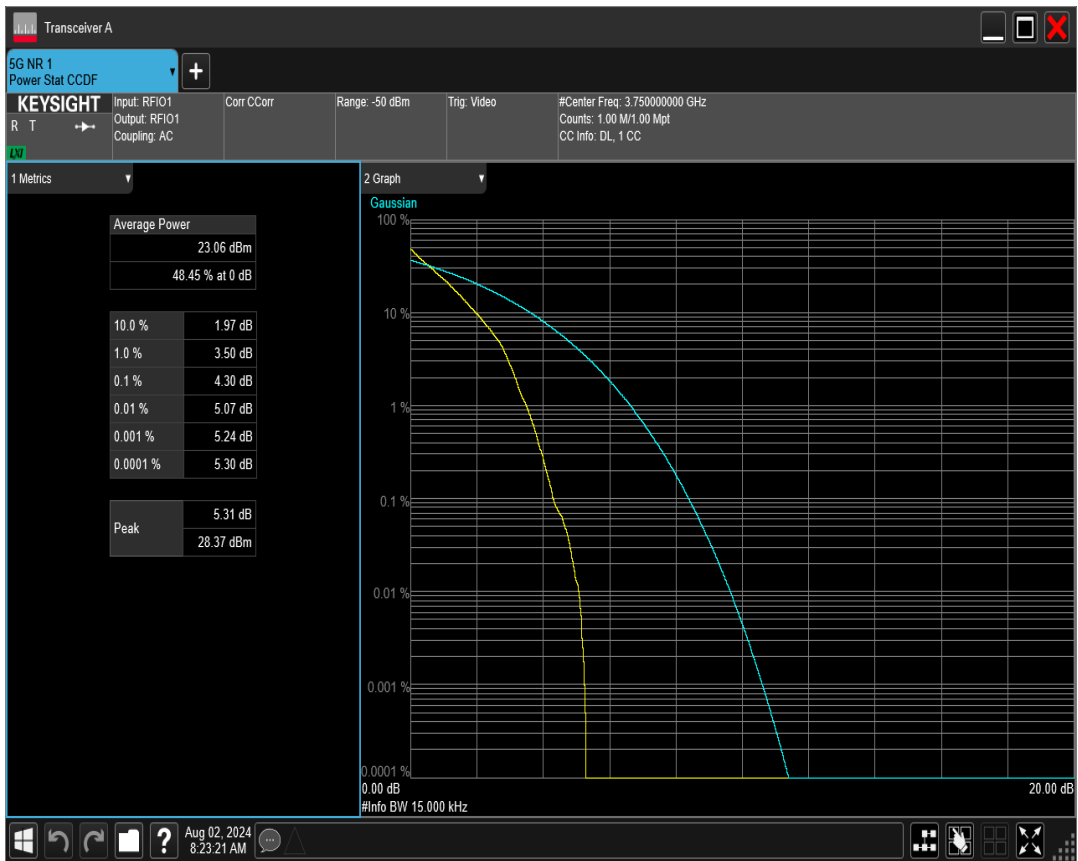 Transceiver A
5G NR 1
Power Stat CCDF
KEYSIGHT
R T
LXI
Input: RFIO1
Output: RFIO1
Coupling: AC
Corr CCorr
Range: -50 dBm
Trig: Video
#Center Freq: 3.750000000 GHz
Counts: 1.00 M/1.00 Mpt
CC Info: DL, 1 CC
1 Metrics
Average Power
23.06 dBm
48.45 % at 0 dB
10.0 % 1.97 dB
1.0 % 3.50 dB
0.1 % 4.30 dB
0.01 % 5.07 dB
0.001 % 5.24 dB
0.0001 % 5.30 dB
Peak
5.31 dB
28.37 dBm
2 Graph
Gaussian
100 %
10 %
1 %
0.1 %
0.01 %
0.001 %
0.0001 %
0.00 dB 20.00 dB
#Info BW 15.000 kHz
? Aug 02, 2024
8:23:21 AM